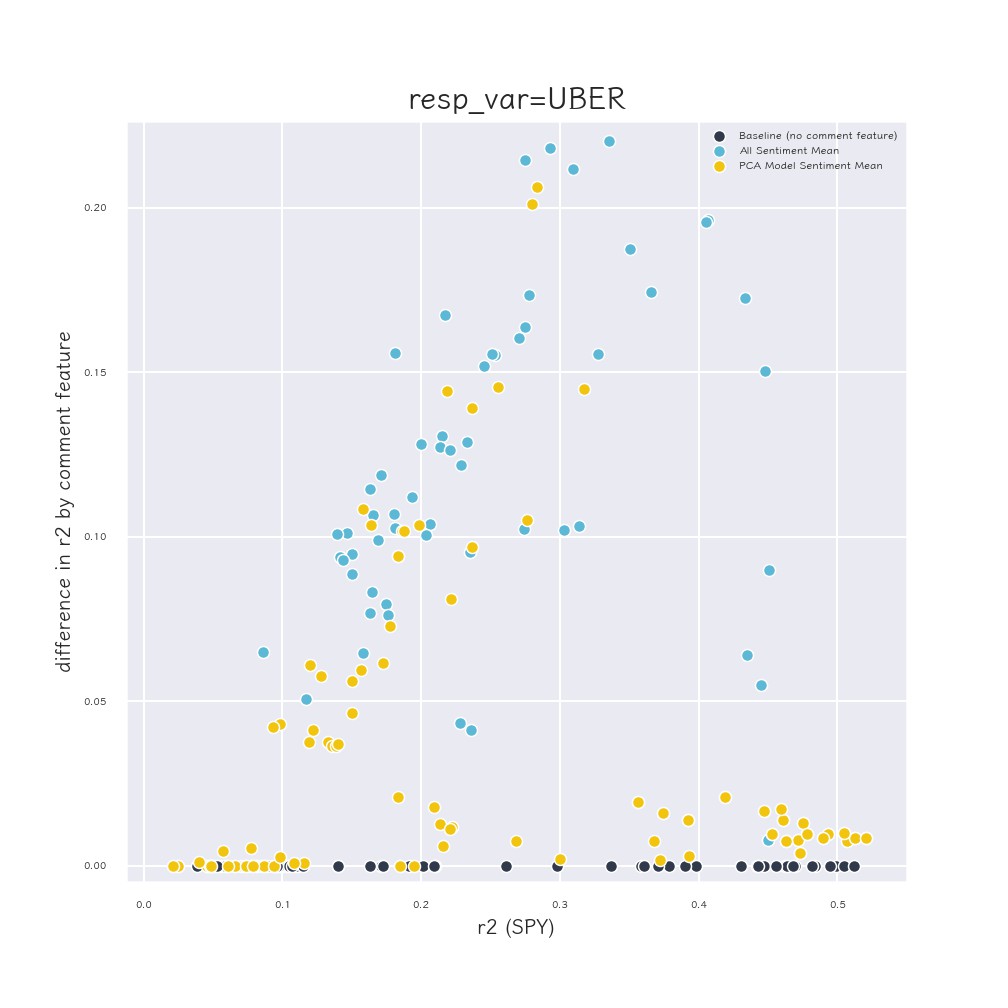 resp_var=UBER
Baseline (no comment feature)
All Sentiment Mean
PCA Model Sentiment Mean
difference in r2 by comment feature
0.20
0.15
0.10
0.05
0.00
0.0 0.1 0.2 0.3 0.4 0.5
r2 (SPY)